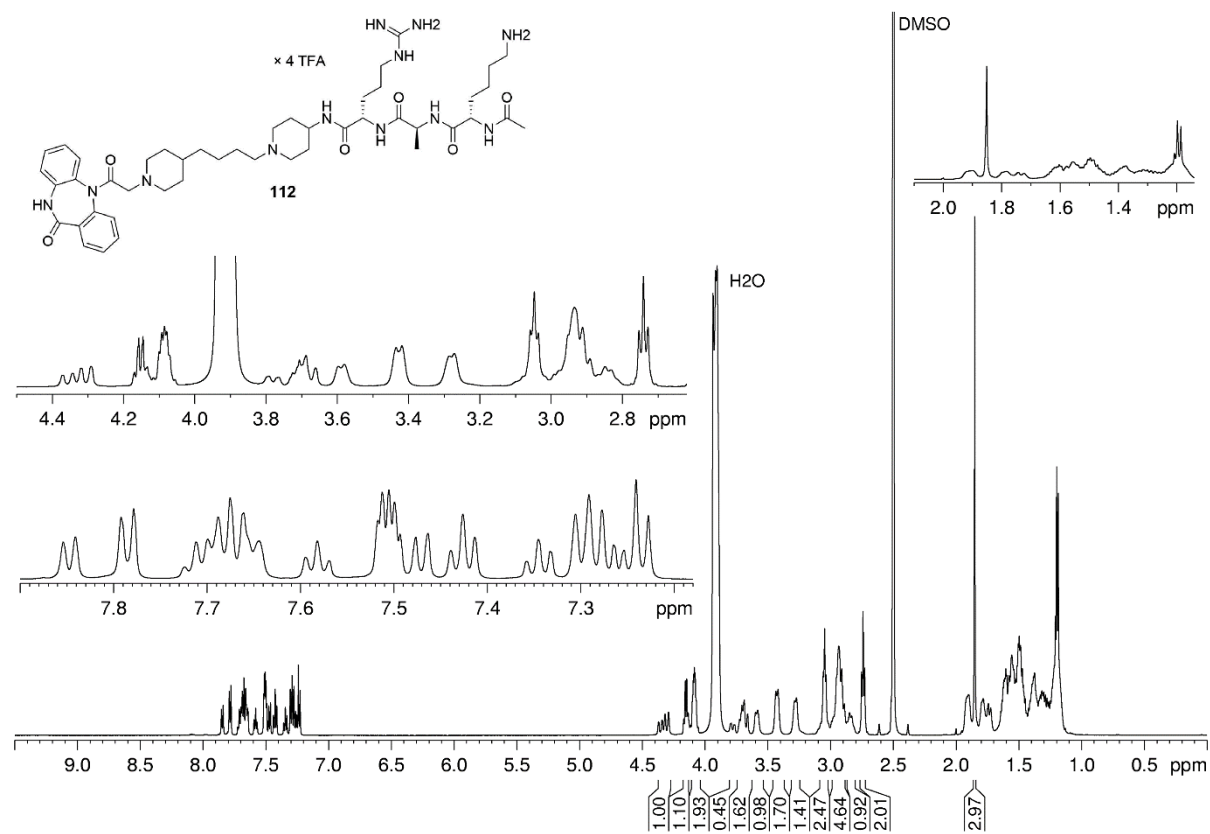 HN NH2
NH
NH2
× 4 TFA
DMSO
H
N
O
N
H
O
H
N
O
N
H
O
N
O
N
N
HN
O
112
H2O
2.0 1.8 1.6 1.4 ppm
4.4 4.2 4.0 3.8 3.6 3.4 3.2 3.0 2.8 ppm
7.8 7.7 7.6 7.5 7.4 7.3 ppm
9.0 8.5 8.0 7.5 7.0 6.5 6.0 5.5 5.0 4.5 4.0 3.5 3.0 2.5 2.0 1.5 1.0 0.5 ppm
1.00 1.10 1.93 0.45 1.62 0.98 1.70 1.41 2.47 4.64 0.92 2.01 2.97